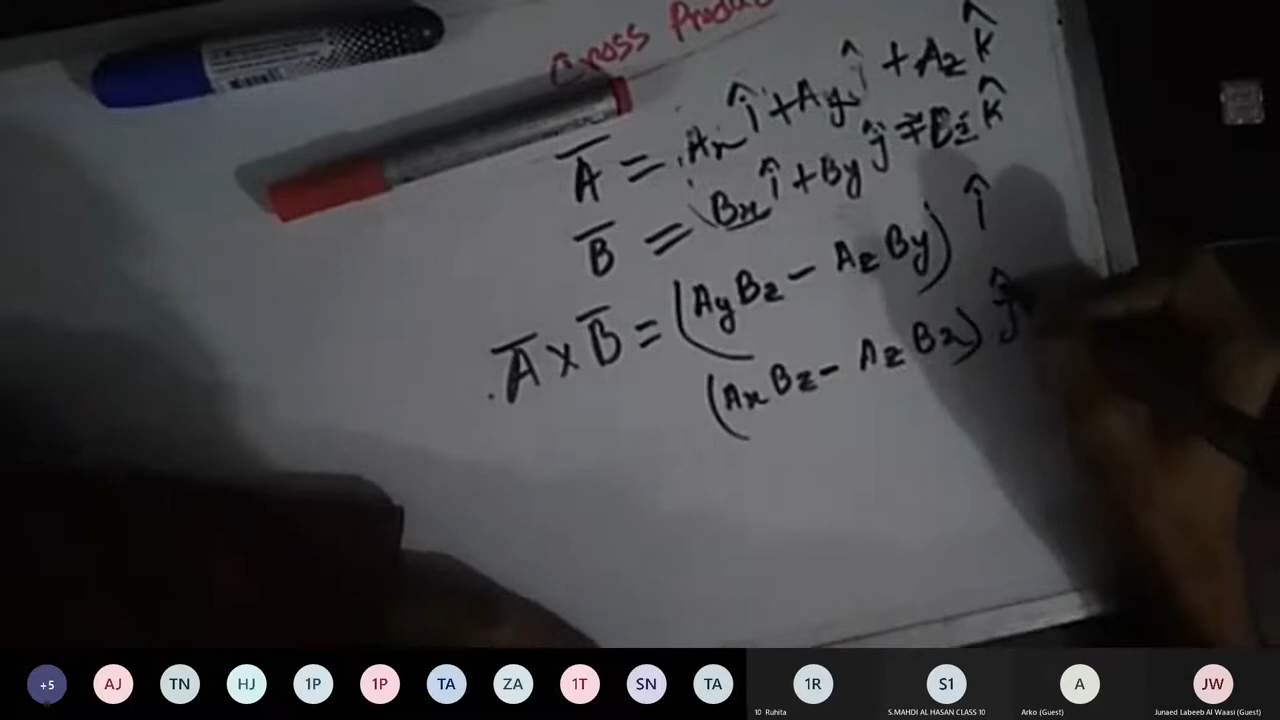 Cross Produ
A̅ = Ax î + Ay ĵ + Az k̂
B̅ = Bx î + By ĵ + Bz k̂
A̅ × B̅ = (AyBz − AzBy) î
(AxBz − AzBx) ĵ
+5
AJ
TN
HJ
1P
1P
TA
ZA
1T
SN
TA
1R
S1
A
JW
10 Ruhita
S.MAHDI AL HASAN CLASS 10
Arko (Guest)
Junaed Labeeb Al Waasi (Guest)